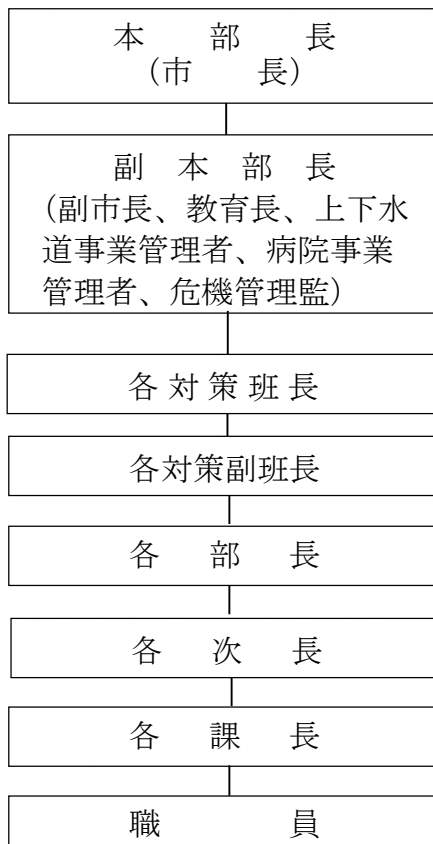 本　部　長
（市　　長）
副　本　部　長
（副市長、教育長、上下水
道事業管理者、病院事業
管理者、危機管理監）
各対策班長
各対策副班長
各　部　長
各　次　長
各　課　長
職　　　員